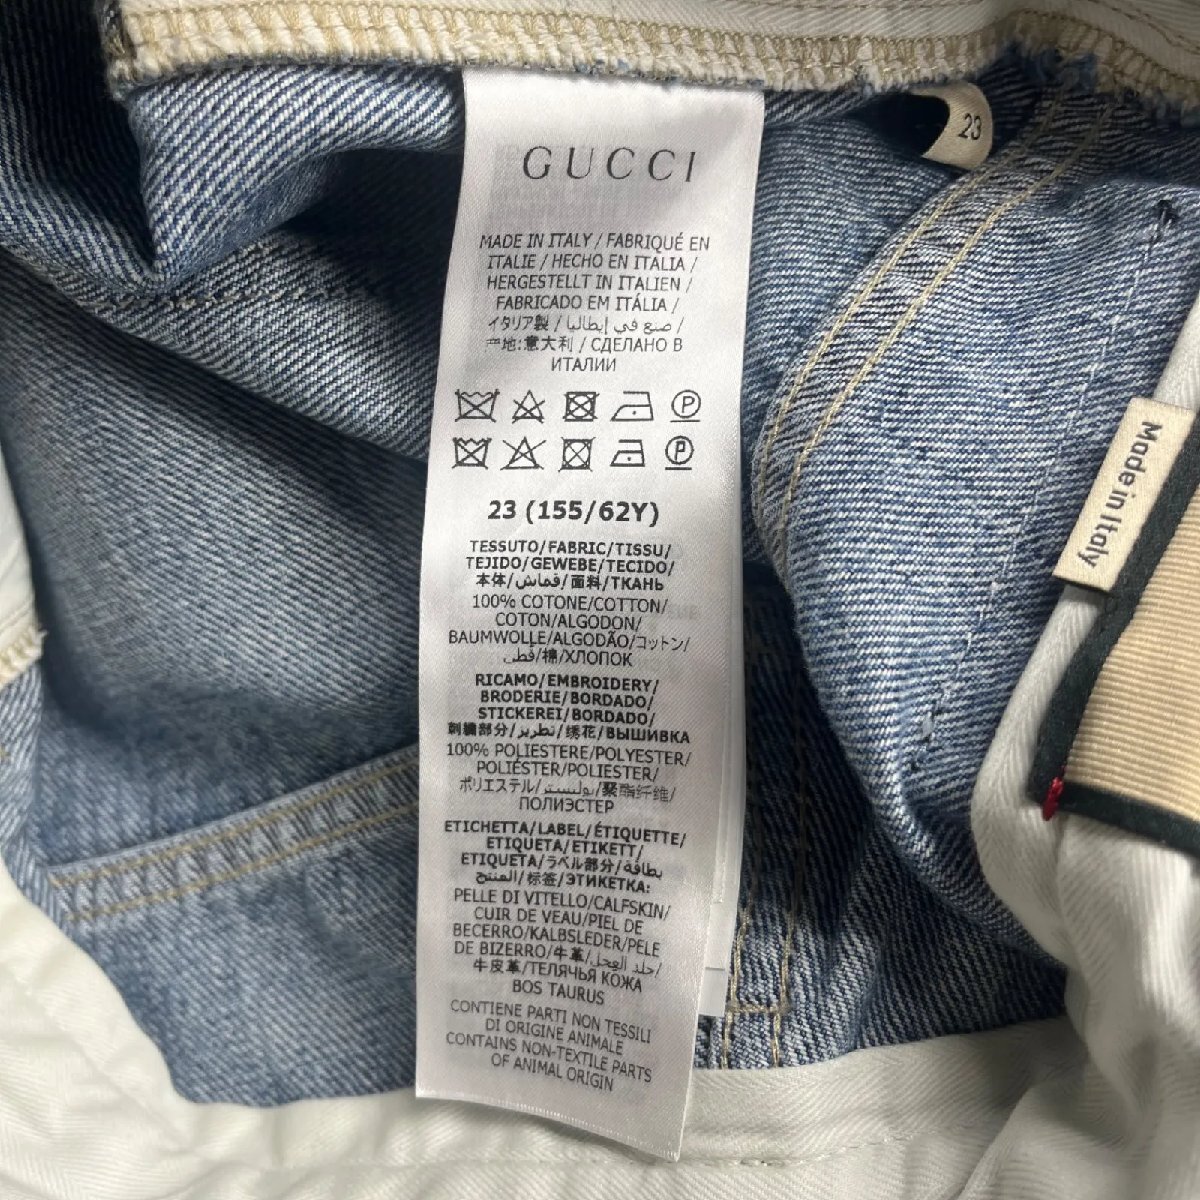 GUCCI
MADE IN ITALY / FABRIQUÉ EN
ITALIE / HECHO EN ITALIA /
HERGESTELLT IN ITALIEN /
FABRICADO EM ITÁLIA /
イタリア製 / صنع في إيطاليا /
产地:意大利 / СДЕЛАНО В
ИТАЛИИ
P
P
23 (155/62Y)
TESSUTO/FABRIC/TISSU/
TEJIDO/GEWEBE/TECIDO/
本体/قماش/面料/ТКАНЬ
100% COTONE/COTTON/
COTON/ALGODON/
BAUMWOLLE/ALGODÃO/コットン/
قطن/棉/ХЛОПОК
RICAMO/EMBROIDERY/
BRODERIE/BORDADO/
STICKEREI/BORDADO/
刺繍部分/تطريز/绣花/ВЫШИВКА
100% POLIESTERE/POLYESTER/
POLIÉSTER/POLYESTER/
ポリエステル/بوليستر/聚酯纤维/
ПОЛИЭСТЕР
ETICHETTA/LABEL/ÉTIQUETTE/
ETIQUETA/ETIKETT/
ETIQUETA/ラベル部分/بطاقة
المنتج/标签/ЭТИКЕТКА:
PELLE DI VITELLO/CALFSKIN/
CUIR DE VEAU/PIEL DE
BECERRO/KALBSLEDER/PELE
DE BIZERRO/牛革/جلد العجل/
牛皮革/ТЕЛЯЧЬЯ КОЖА
BOS TAURUS
CONTIENE PARTI NON TESSILI
DI ORIGINE ANIMALE
CONTAINS NON-TEXTILE PARTS
OF ANIMAL ORIGIN
23
Made in Italy